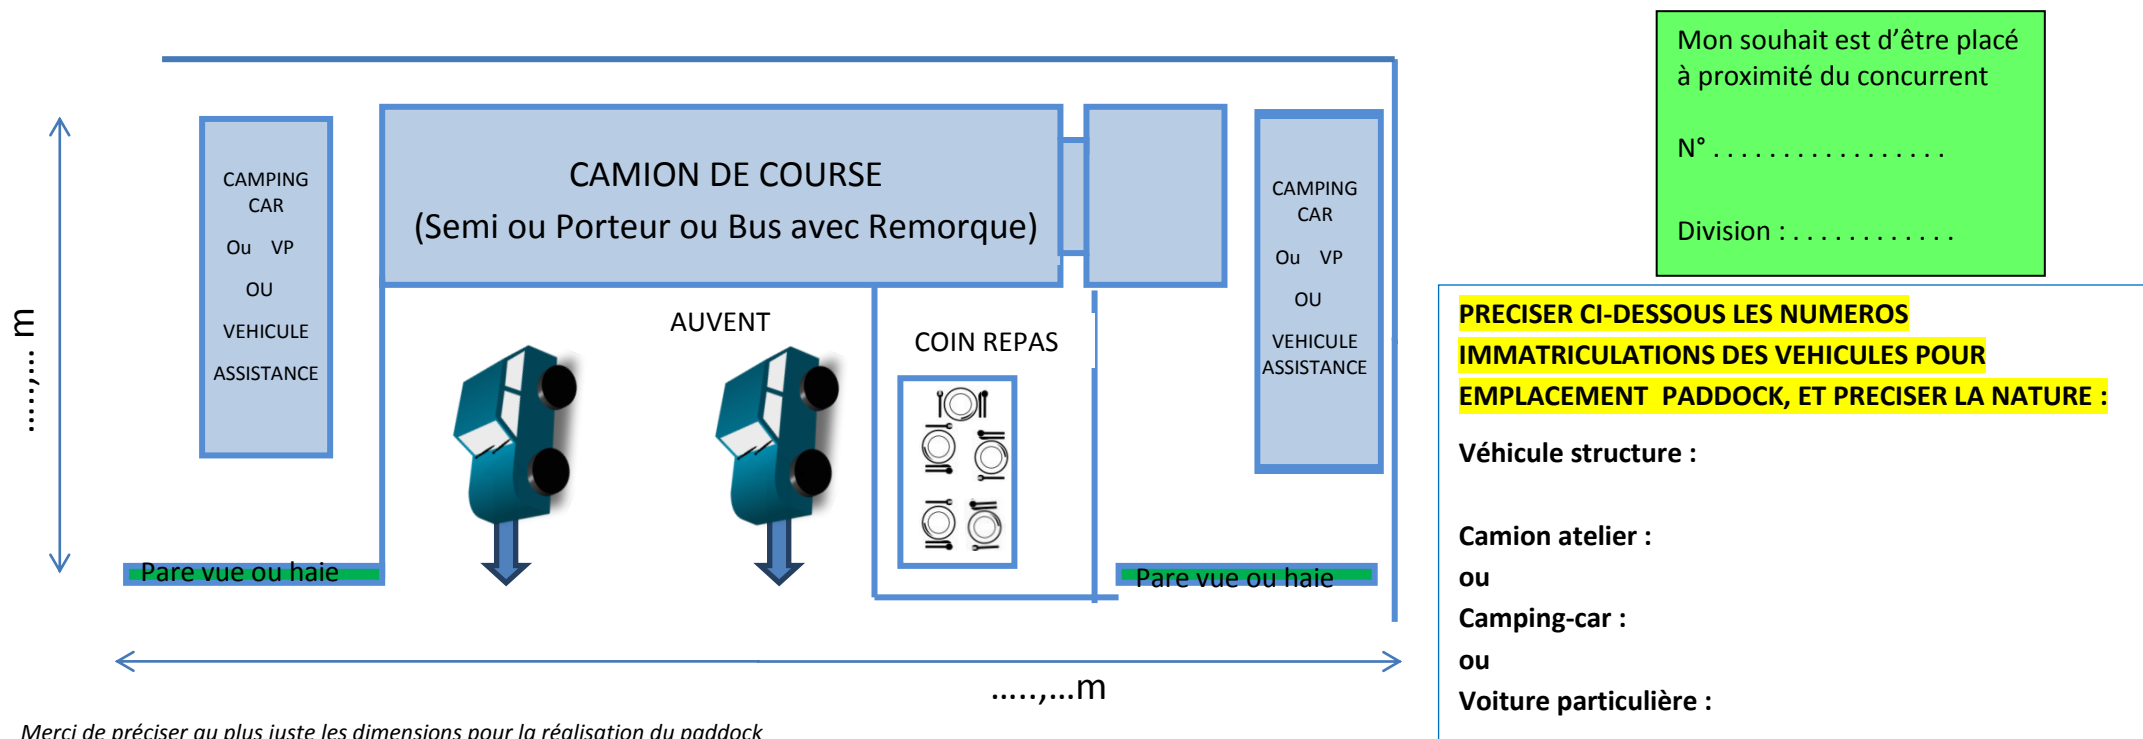 Mon souhait est d’être placé
à proximité du concurrent
N° . . . . . . . . . . . . . . . . .
Division : . . . . . . . . . . . .
CAMPING
CAR
Ou VP
OU
VEHICULE
ASSISTANCE
CAMION DE COURSE
(Semi ou Porteur ou Bus avec Remorque)
CAMPING
CAR
Ou VP
OU
VEHICULE
ASSISTANCE
…..,… m
AUVENT
COIN REPAS
Pare vue ou haie
Pare vue ou haie
…..,…m
PRECISER CI-DESSOUS LES NUMEROS
IMMATRICULATIONS DES VEHICULES POUR
EMPLACEMENT PADDOCK, ET PRECISER LA NATURE :
Véhicule structure :
Camion atelier :
ou
Camping-car :
ou
Voiture particulière :
Merci de préciser au plus juste les dimensions pour la réalisation du paddock